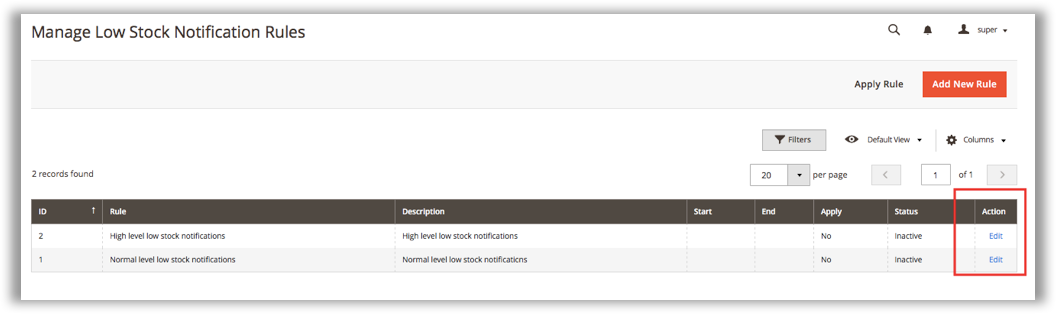 Manage Low Stock Notification Rules
super
Apply Rule
Add New Rule
Filters
Default View
Columns
2 records found
20 per page 1 of 1
ID ↑ Rule Description Start End Apply Status Action
2 High level low stock notifications High level low stock notifications No Inactive Edit
1 Normal level low stock notifications Normal level low stock notifications No Inactive Edit